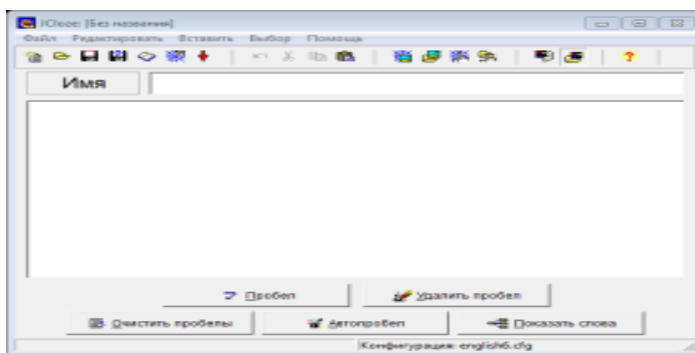 JCloze: [Без названия]
Файл Редактировать Вставить Выбор Помощь
Имя
Пробел Удалить пробел
Очистить пробелы Автопробел Показать слова
Конфигурация: english6.cfg